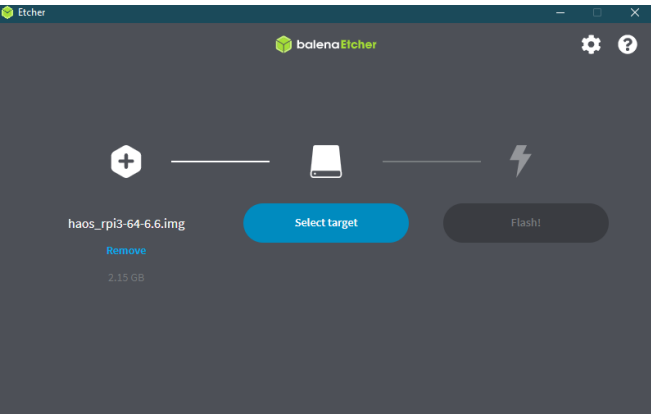 Etcher
balenaEtcher
haos_rpi3-64-6.6.img
Select target
Flash!
Remove
2.15 GB